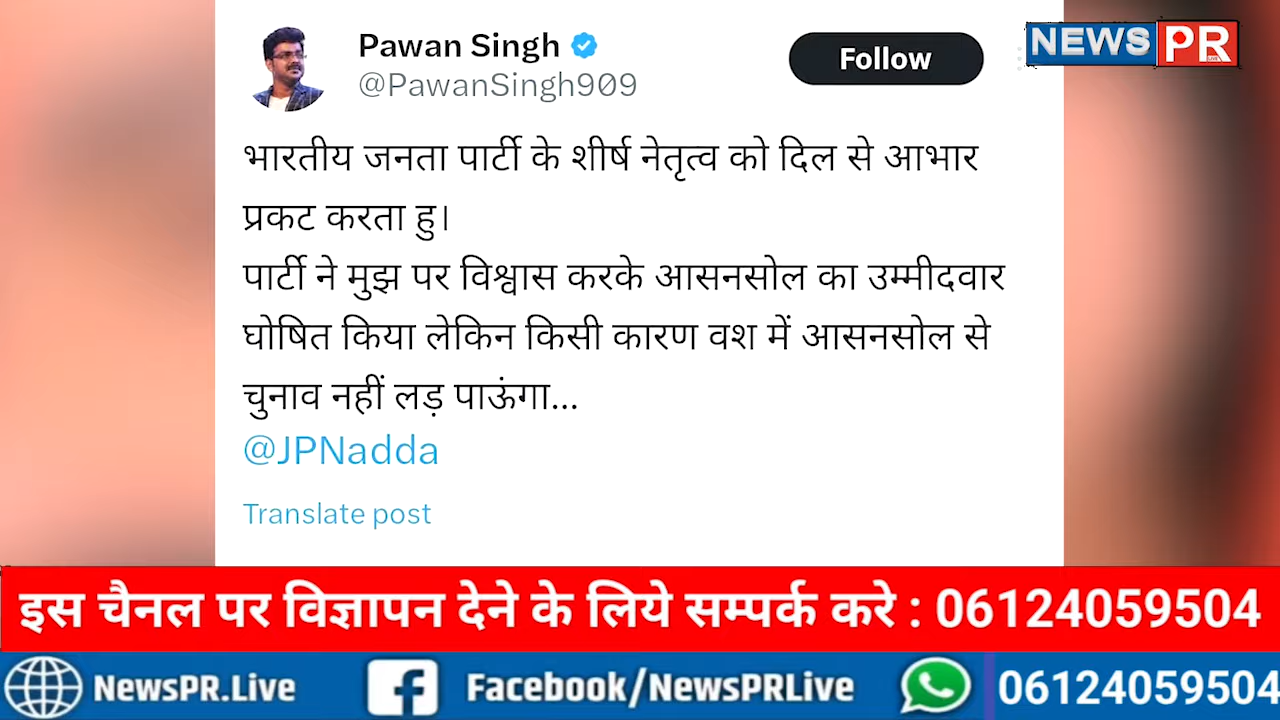 Pawan Singh
@PawanSingh909
Follow
NEWS PR
LIVE
भारतीय जनता पार्टी के शीर्ष नेतृत्व को दिल से आभार
प्रकट करता हु।
पार्टी ने मुझ पर विश्वास करके आसनसोल का उम्मीदवार
घोषित किया लेकिन किसी कारण वश में आसनसोल से
चुनाव नहीं लड़ पाऊंगा...
@JPNadda
Translate post
इस चैनल पर विज्ञापन देने के लिये सम्पर्क करे : 06124059504
NewsPR.Live Facebook/NewsPRLive 06124059504